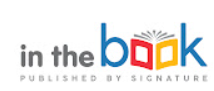 in the book
PUBLISHED BY SIGNATURE